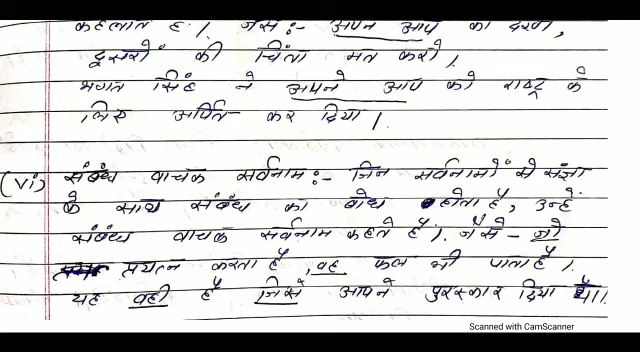 कहलाते हैं। जैसे:- अपने आप को देखो,
दूसरों की चिंता मत करो।
भगत सिंह ने अपने आप को राष्ट्र के
लिए अर्पित कर दिया।
(vi) संबंध वाचक सर्वनाम:- जिन सर्वनामों से संज्ञा
के साथ संबंध का बोध होता है, उन्हें
संबंध वाचक सर्वनाम कहते हैं। जैसे - जो
प्रयत्न करता है, वह फल भी पाता है।
यह वही है जिसे आपने पुरस्कार दिया था।
Scanned with CamScanner